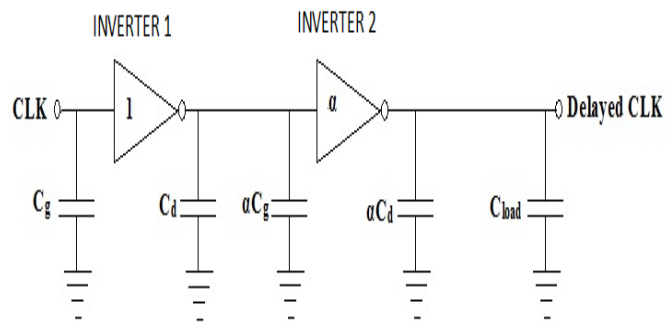 INVERTER 1
INVERTER 2
CLK
1
α
Delayed CLK
Cg
Cd
αCg
αCd
Cload